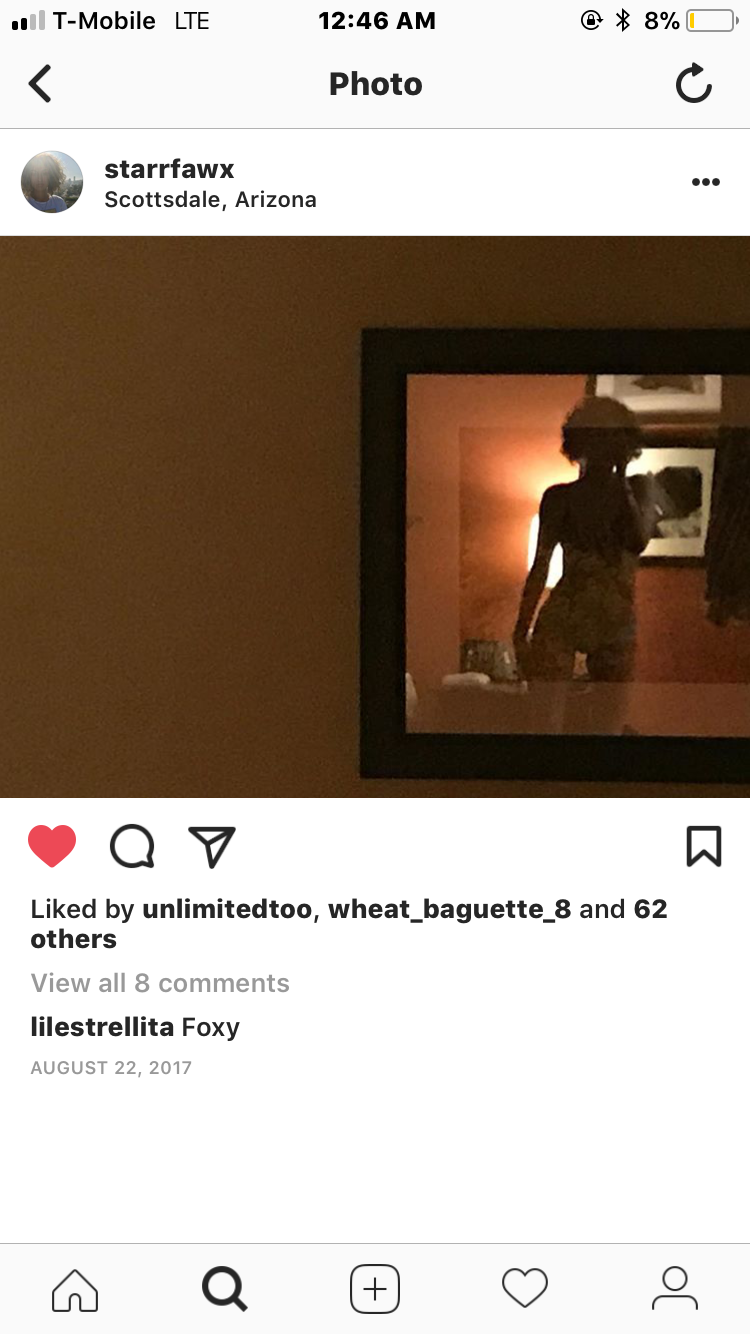 T-Mobile LTE 12:46 AM 8%
Photo
starrfawx
Scottsdale, Arizona
Liked by unlimitedtoo, wheat_baguette_8 and 62
others
View all 8 comments
lilestrellita Foxy
AUGUST 22, 2017